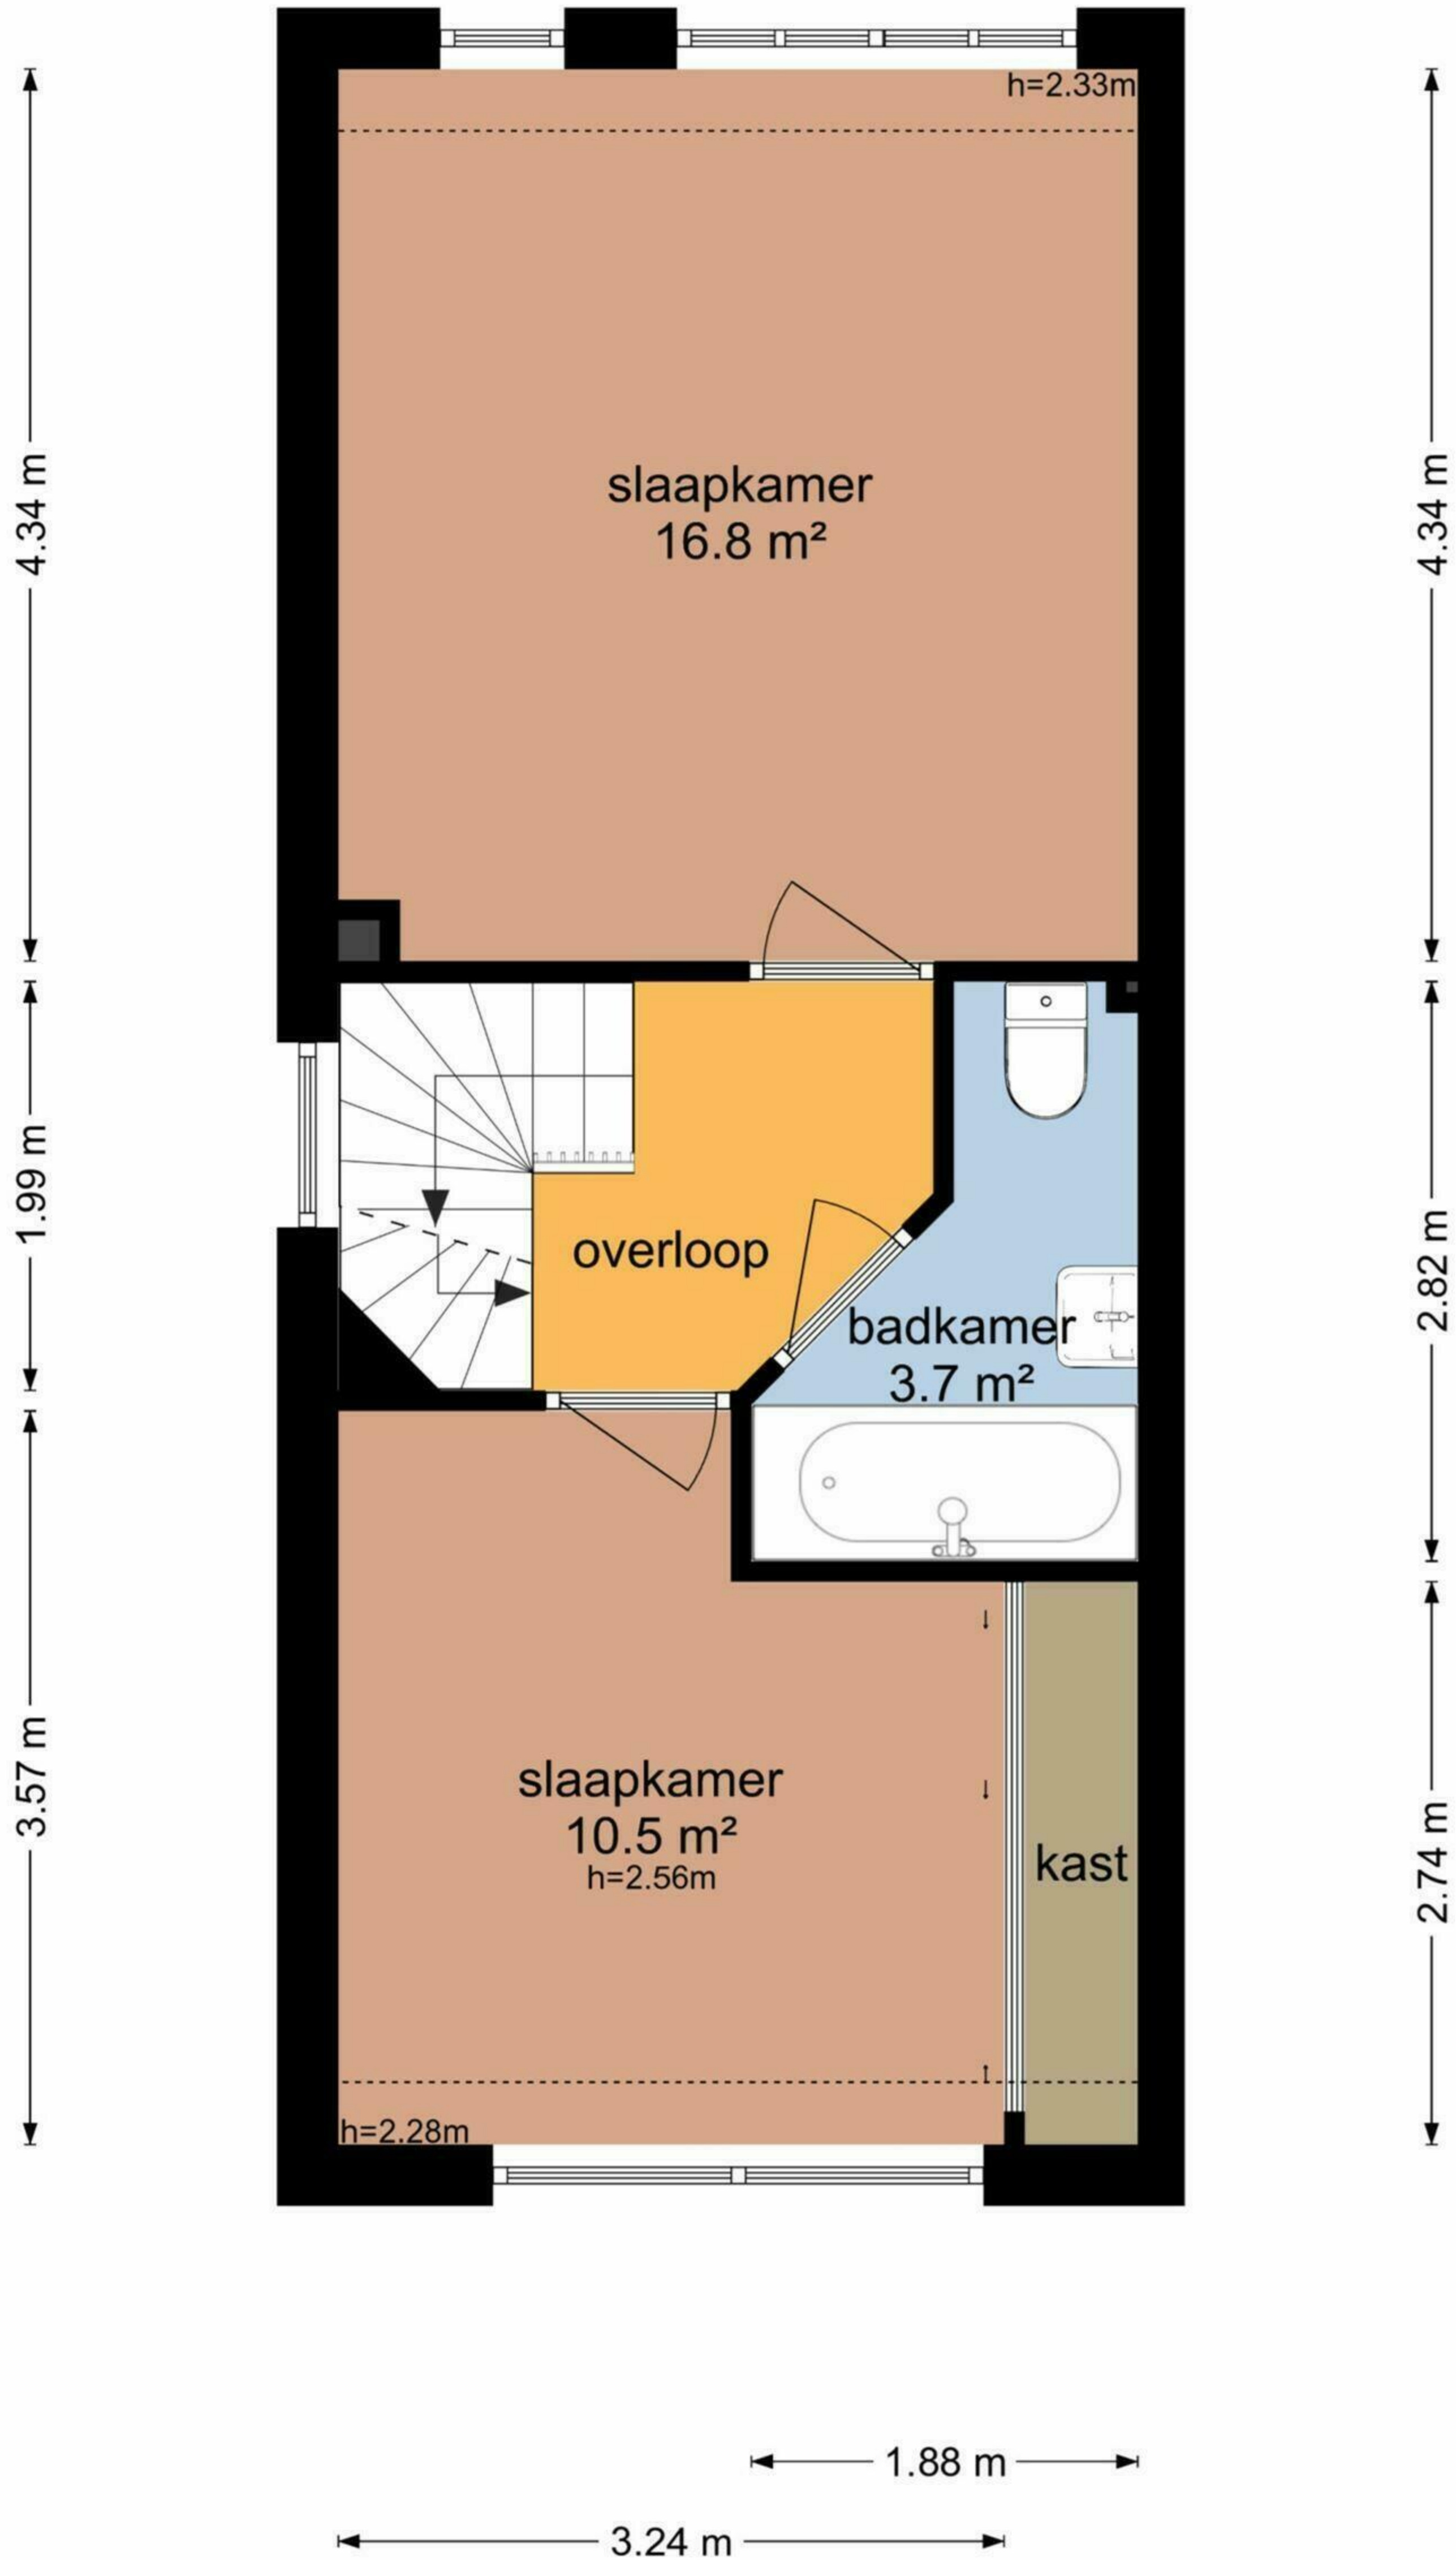 h=2.33m
4.34 m
4.34 m
slaapkamer
16.8 m²
1.99 m
2.82 m
overloop
badkamer
3.7 m²
3.57 m
2.74 m
slaapkamer
10.5 m²
h=2.56m
kast
h=2.28m
1.88 m
3.24 m